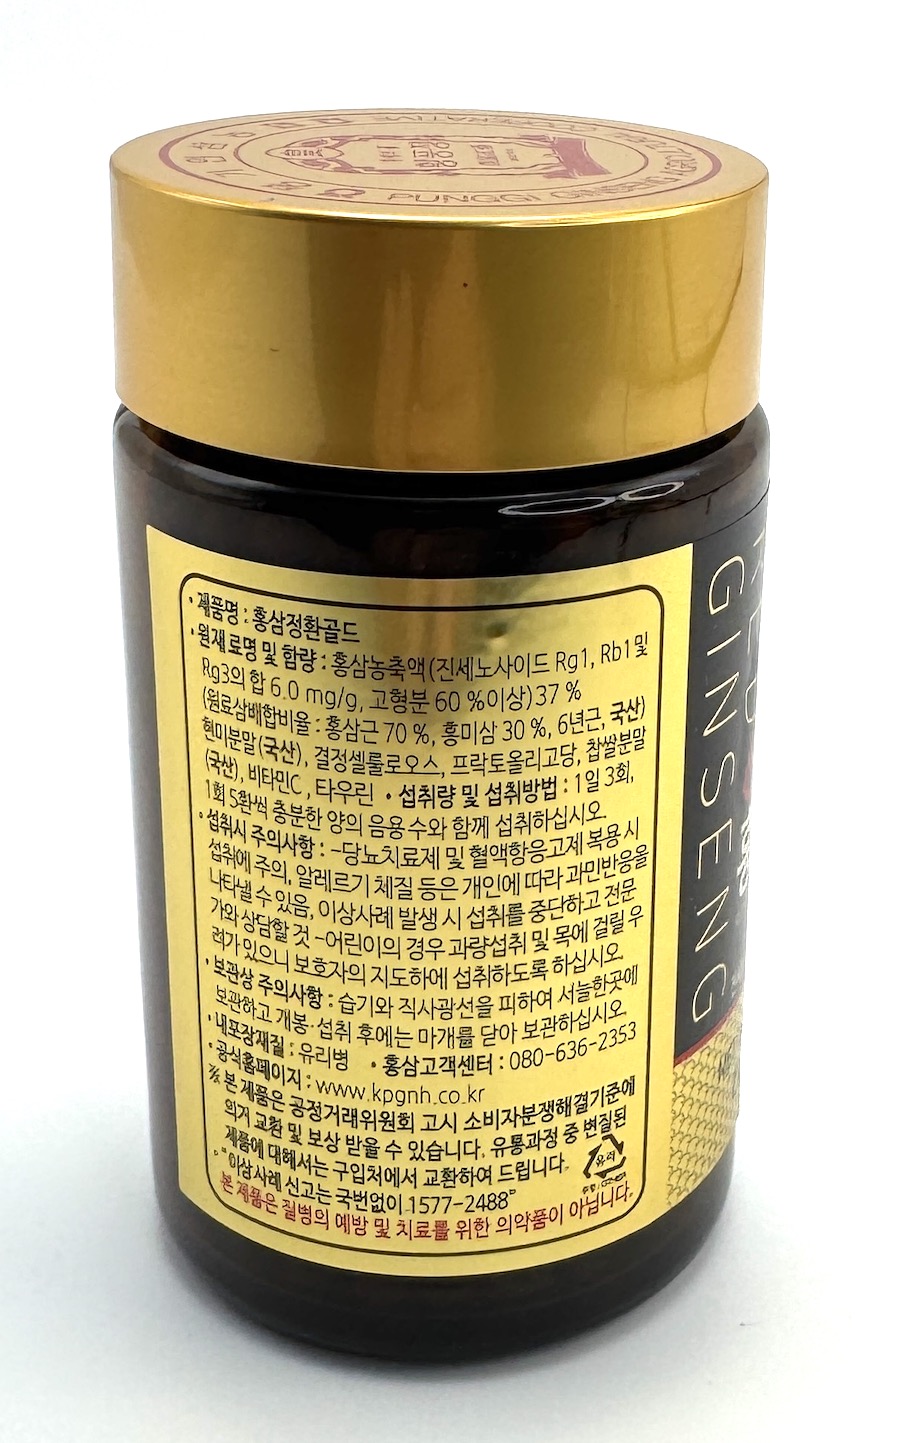 PUNGGI GINSENG
· 제품명 : 홍삼정환골드
· 원재료명 및 함량 : 홍삼농축액(진세노사이드 Rg1, Rb1및
Rg3의 합 6.0 mg/g, 고형분 60 %이상) 37 %
(원료삼배합비율 : 홍삼근 70 %, 홍미삼 30 %, 6년근, 국산)
현미분말(국산), 결정셀룰로오스, 프락토올리고당, 찹쌀분말
(국산), 비타민C, 타우린 · 섭취량 및 섭취방법 : 1일 3회,
1회 5환씩 충분한 양의 음용수와 함께 섭취하십시오.
· 섭취시 주의사항 : -당뇨치료제 및 혈액항응고제 복용 시
섭취에 주의, 알레르기 체질 등은 개인에 따라 과민반응을
나타낼 수 있음, 이상사례 발생 시 섭취를 중단하고 전문
가와 상담할 것 -어린이의 경우 과량섭취 및 목에 걸릴 우
려가 있으니 보호자의 지도하에 섭취하도록 하십시오.
· 보관상 주의사항 : 습기와 직사광선을 피하여 서늘한곳에
보관하고 개봉·섭취 후에는 마개를 닫아 보관하십시오.
· 내포장재질 : 유리병 · 홍삼고객센터 : 080-636-2353
· 공식홈페이지 : www.kpgnh.co.kr
※ 본 제품은 공정거래위원회 고시 소비자분쟁해결기준에
의거 교환 및 보상 받을 수 있습니다. 유통과정 중 변질된
제품에 대해서는 구입처에서 교환하여 드립니다.
· "이상사례 신고는 국번없이 1577-2488"
본 제품은 질병의 예방 및 치료를 위한 의약품이 아닙니다.
유리
RED
GINSENG